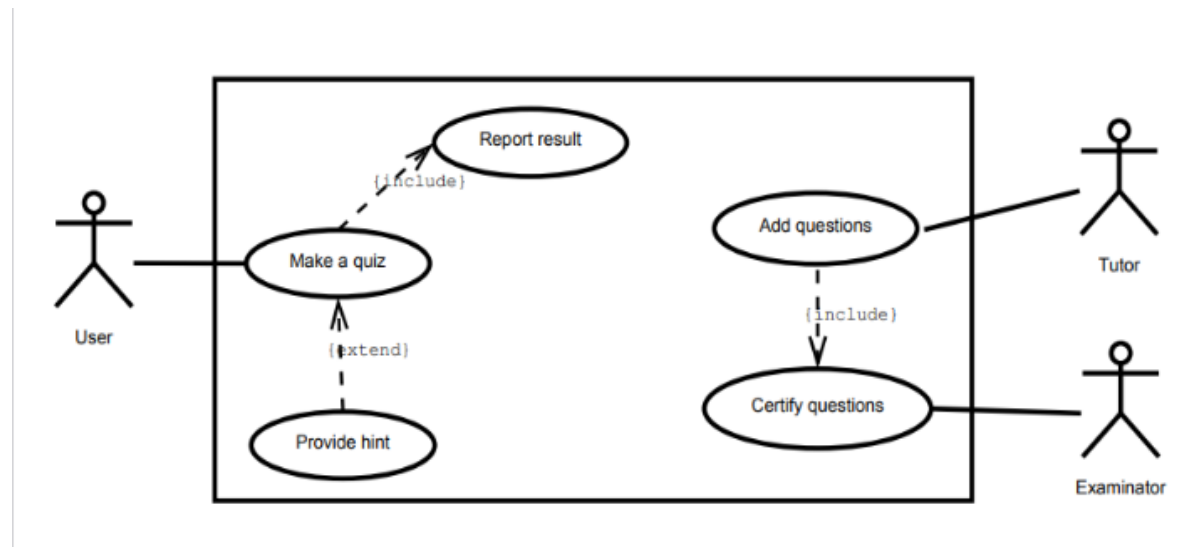 Report result
{include}
Make a quiz
User
{extend}
Provide hint
Add questions
{include}
Certify questions
Tutor
Examinator